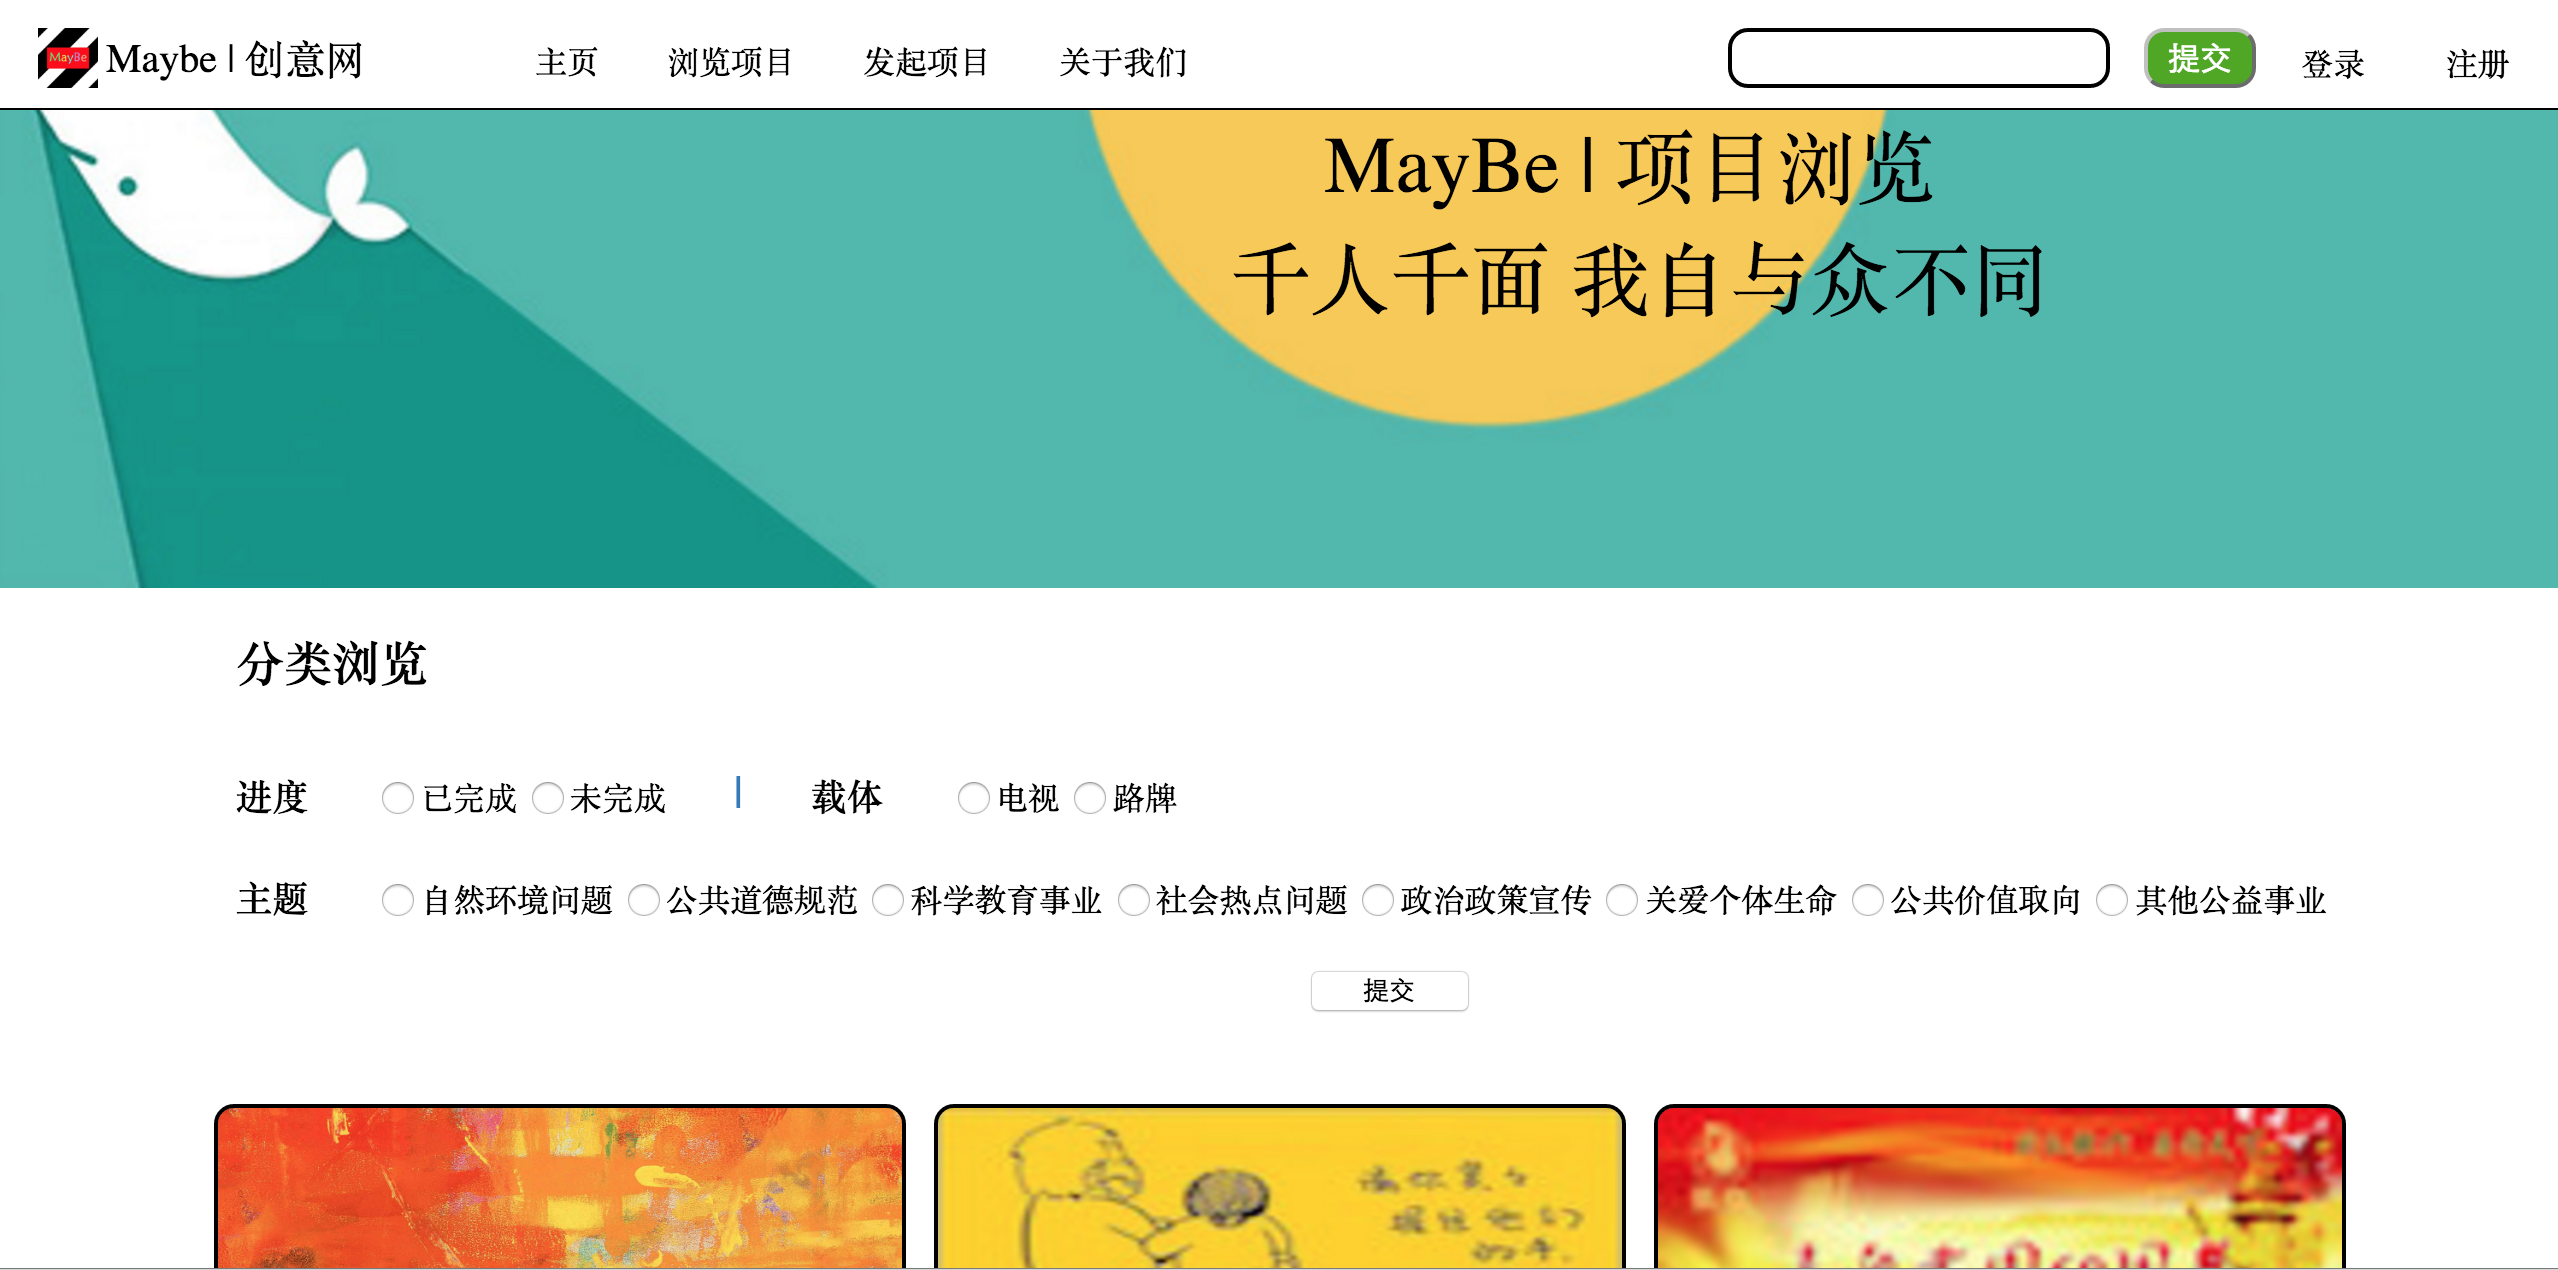 MayBe
Maybe | 创意网 主页 浏览项目 发起项目 关于我们 提交 登录 注册
MayBe | 项目浏览
千人千面 我自与众不同
分类浏览
进度 已完成 未完成 | 载体 电视 路牌
主题 自然环境问题 公共道德规范 科学教育事业 社会热点问题 政治政策宣传 关爱个体生命 公共价值取向 其他公益事业
提交